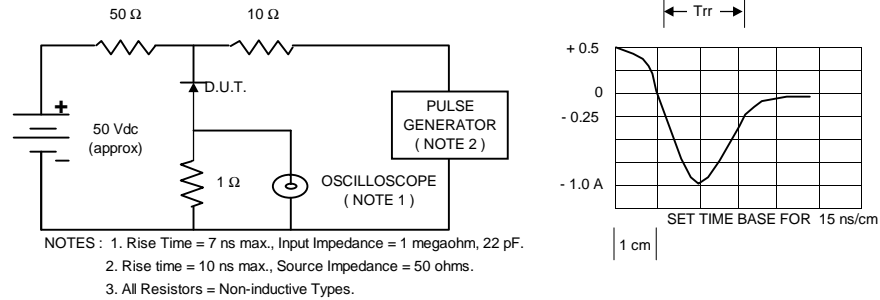 50 Ω
10 Ω
D.U.T.
+
50 Vdc
(approx)
−
1 Ω
OSCILLOSCOPE
( NOTE 1 )
PULSE
GENERATOR
( NOTE 2 )
NOTES : 1. Rise Time = 7 ns max., Input Impedance = 1 megaohm, 22 pF.
2. Rise time = 10 ns max., Source Impedance = 50 ohms.
3. All Resistors = Non-inductive Types.
Trr
+ 0.5
0
- 0.25
- 1.0 A
SET TIME BASE FOR 15 ns/cm
1 cm